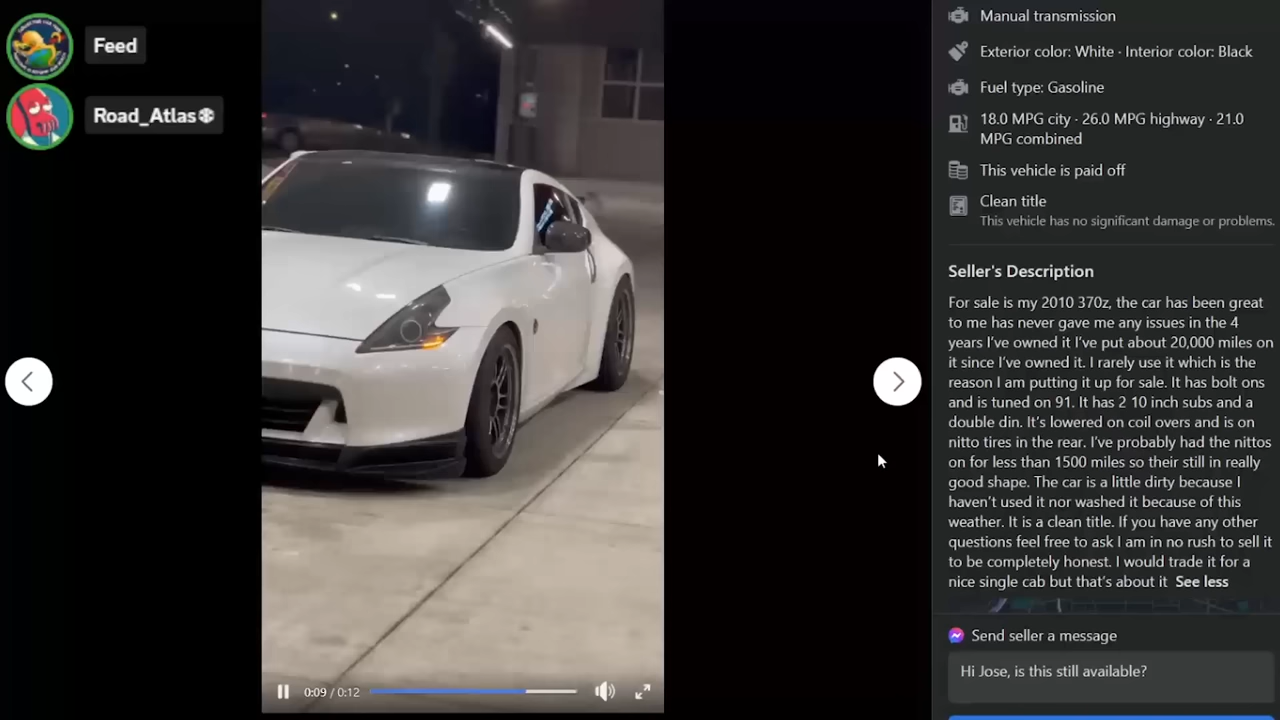 Feed
Road_Atlas
Manual transmission
Exterior color: White · Interior color: Black
Fuel type: Gasoline
18.0 MPG city · 26.0 MPG highway · 21.0
MPG combined
This vehicle is paid off
Clean title
This vehicle has no significant damage or problems.
Seller's Description
For sale is my 2010 370z, the car has been great
to me has never gave me any issues in the 4
years I've owned it I've put about 20,000 miles on
it since I've owned it. I rarely use it which is the
reason I am putting it up for sale. It has bolt ons
and is tuned on 91. It has 2 10 inch subs and a
double din. It's lowered on coil overs and is on
nitto tires in the rear. I've probably had the nittos
on for less than 1500 miles so their still in really
good shape. The car is a little dirty because I
haven't used it nor washed it because of this
weather. It is a clean title. If you have any other
questions feel free to ask I am in no rush to sell it
to be completely honest. I would trade it for a
nice single cab but that's about it See less
Send seller a message
Hi Jose, is this still available?
0:09 / 0:12